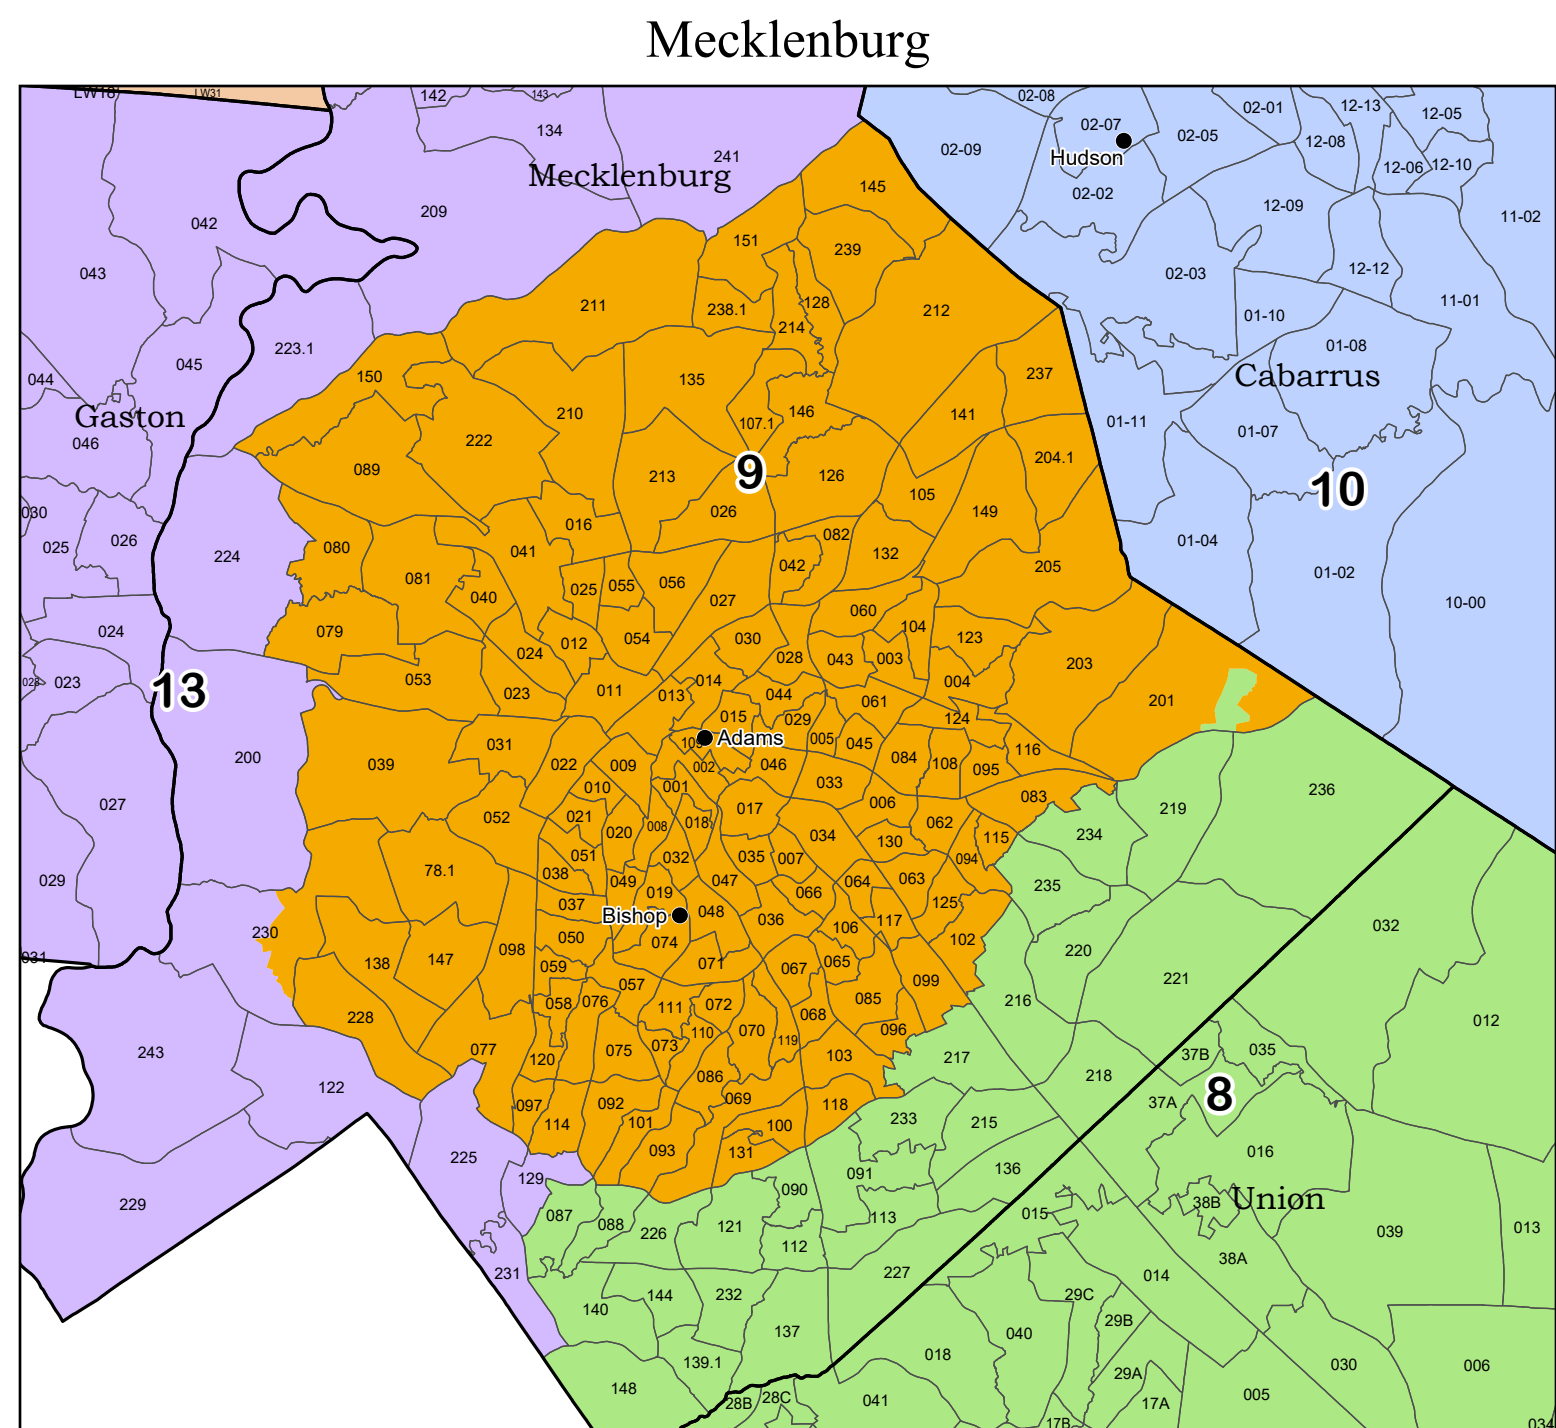 Mecklenburg
LW18 LW31 142 143 02-08 02-01 12-13 12-05
134 02-07 02-05 12-08
241 02-09 Hudson 12-06 12-10
Mecklenburg 145 02-02
042 209 12-09 11-02
151 239
043 02-03 12-12
211 238.1 128 212 11-01
214 01-10
045 223.1 01-08
044 150 135 237 Cabarrus
Gaston 210 107.1 146 141 01-11 01-07
046 222
089 213 9 126 204.1
105 10
030 016 026 149
025 026 224 080 041 082 132 01-04
081 025 055 056 042 205 01-02
040 027 060 10-00
024 079 012 054 030 104 123
024 028 043 003 203
028 023 13 053 023 011 013 014 044 004
061 201
015 029 124
200 039 031 109 Adams 005 045 116
022 009 002 046 084 108 095
010 001 033 083 236
027 052 021 008 018 017 006 062 219
020 034 130 115 234
051 032 035 007 094
78.1 038 049 047 064 063 235
029 019 066
037 Bishop 048 036 117 125 032
230 050 074 106 102
031 138 147 098 059 071 067 065 220
057 099 221
228 058 076 111 072 068 085 216 012
110 070 119 096
243 077 120 075 073 103 217 37B 035
122 086 218 8
097 092 069 118 37A
114 101 100 233 215
225 093 131 016
129 091 136
229 090 38B Union
087 088 226 121 113 015 039 013
112 38A
231 227 014
140 144 232 29C
137 040 29B
139.1 018 030 006
148 29A
28B 28C 041 17A 005
17B 034